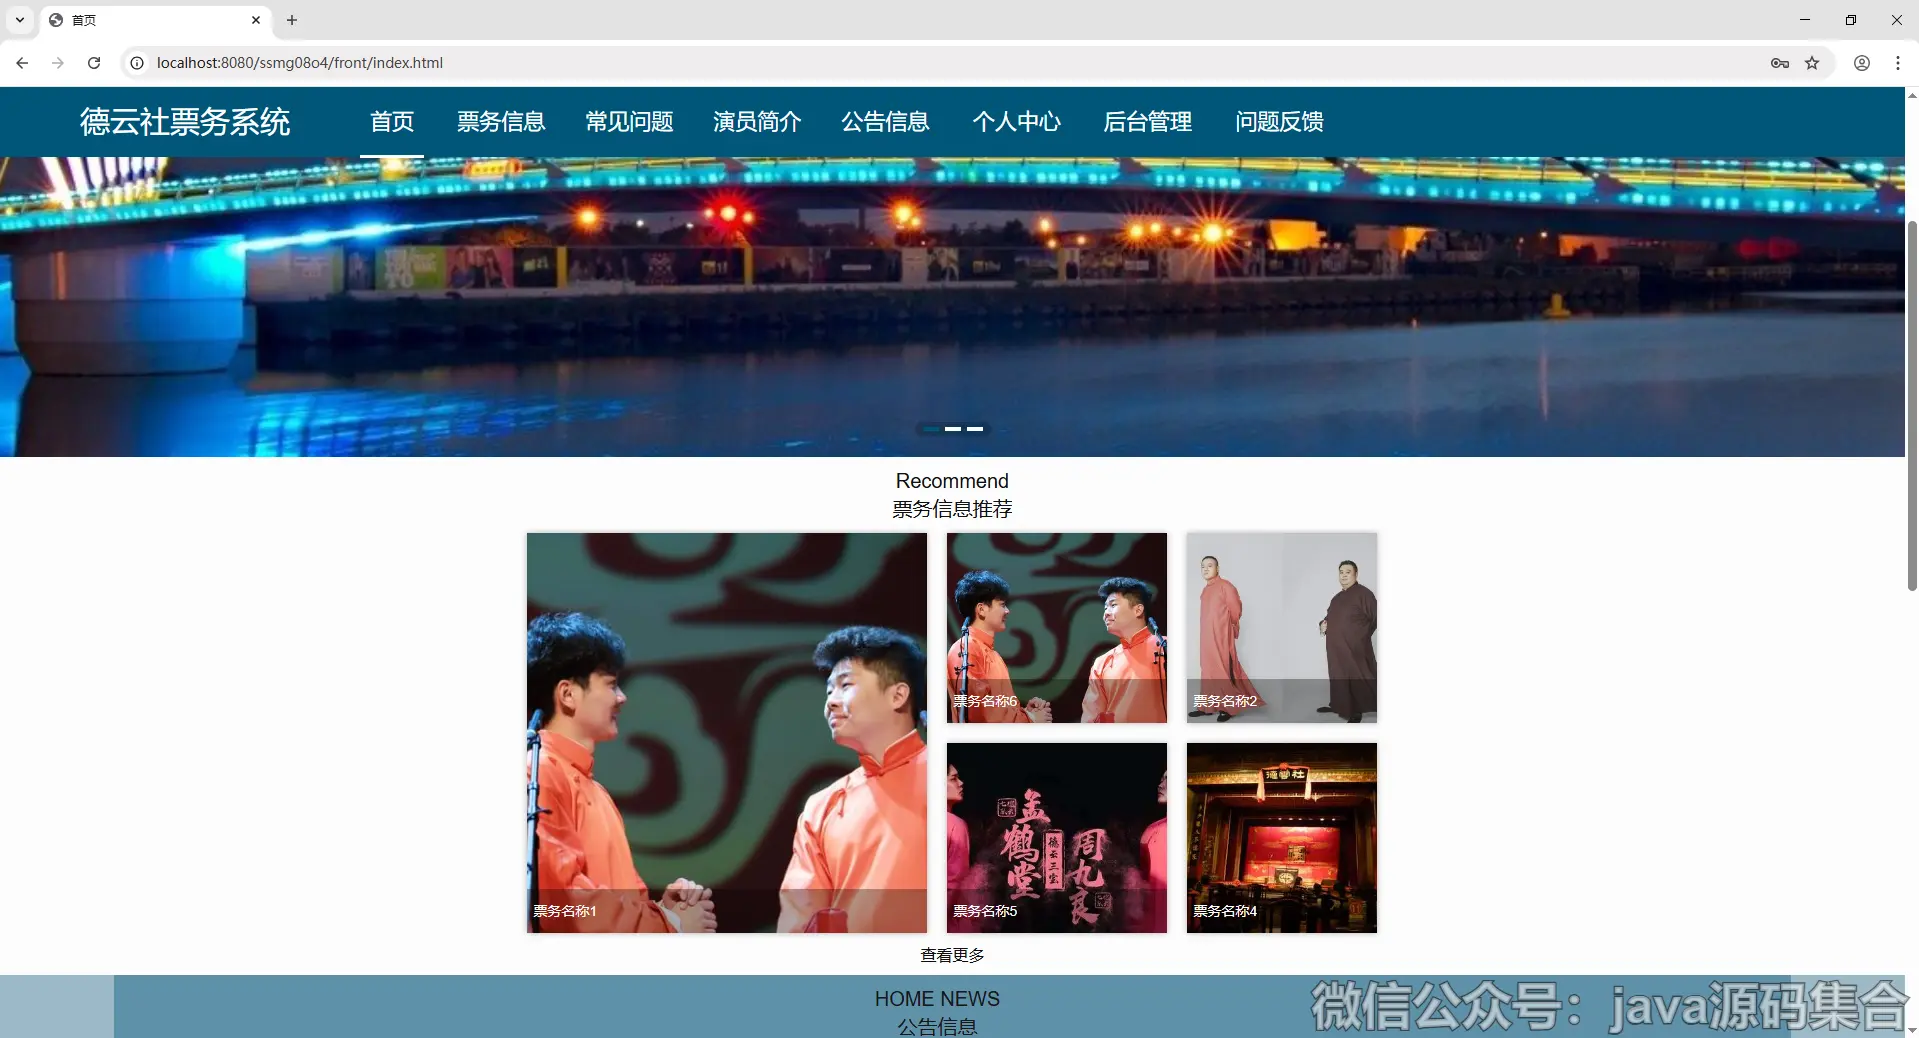 首页
localhost:8080/ssmg08o4/front/index.html
德云社票务系统 首页 票务信息 常见问题 演员简介 公告信息 个人中心 后台管理 问题反馈
Recommend
票务信息推荐
票务名称6
票务名称2
孟鹤堂
德云三宝
周九良
德雲社
票务名称1
票务名称5
票务名称4
查看更多
HOME NEWS
公告信息
微信公众号：java源码集合